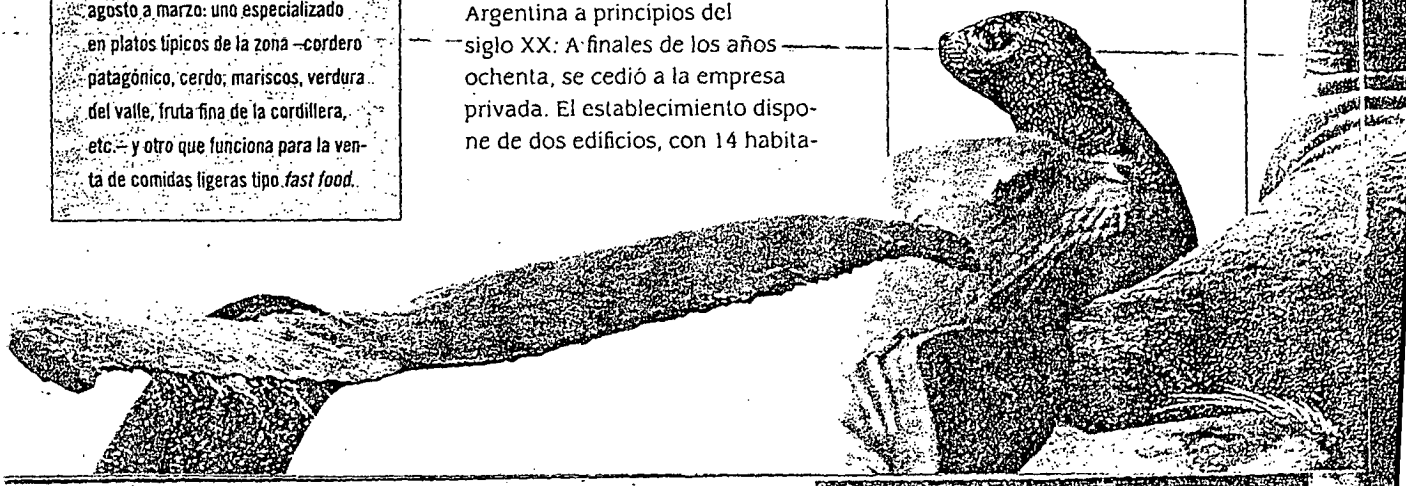 agosto a marzo: uno especializado
en platos típicos de la zona –cordero
patagónico, cerdo, mariscos, verdura
del valle, fruta fina de la cordillera,
etc.– y otro que funciona para la ven-
ta de comidas ligeras tipo fast food.
Argentina a principios del
siglo XX. A finales de los años
ochenta, se cedió a la empresa
privada. El establecimiento dispo-
ne de dos edificios, con 14 habita-